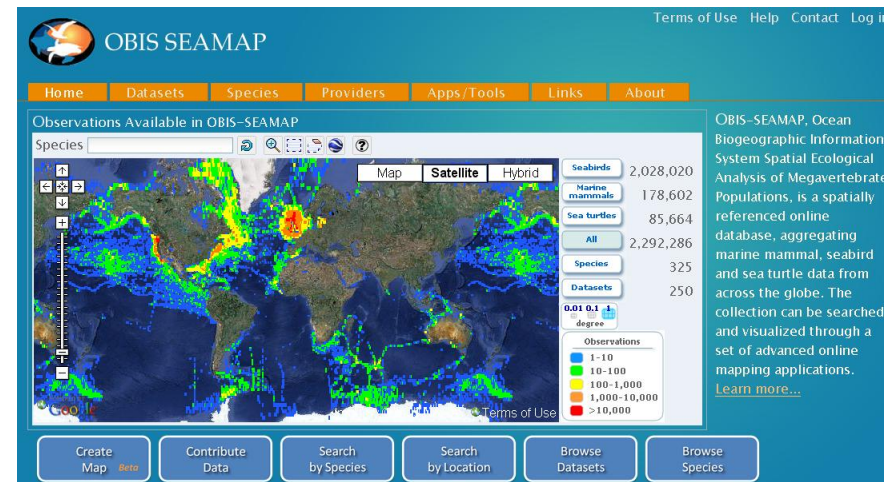 Terms of Use Help Contact Log in
OBIS SEAMAP
Home Datasets Species Providers Apps/Tools Links About
Observations Available in OBIS-SEAMAP
Species
?
Map Satellite Hybrid
Seabirds 2,028,020
Marine mammals 178,602
Sea turtles 85,664
All 2,292,286
Species 325
Datasets 250
0.01 0.1 1
degree
Observations
1-10
10-100
100-1,000
1,000-10,000
>10,000
Google
Terms of Use
OBIS-SEAMAP, Ocean
Biogeographic Information
System Spatial Ecological
Analysis of Megavertebrate
Populations, is a spatially
referenced online
database, aggregating
marine mammal, seabird
and sea turtle data from
across the globe. The
collection can be searched
and visualized through a
set of advanced online
mapping applications.
Learn more...
Create
Map Beta
Contribute
Data
Search
by Species
Search
by Location
Browse
Datasets
Browse
Species